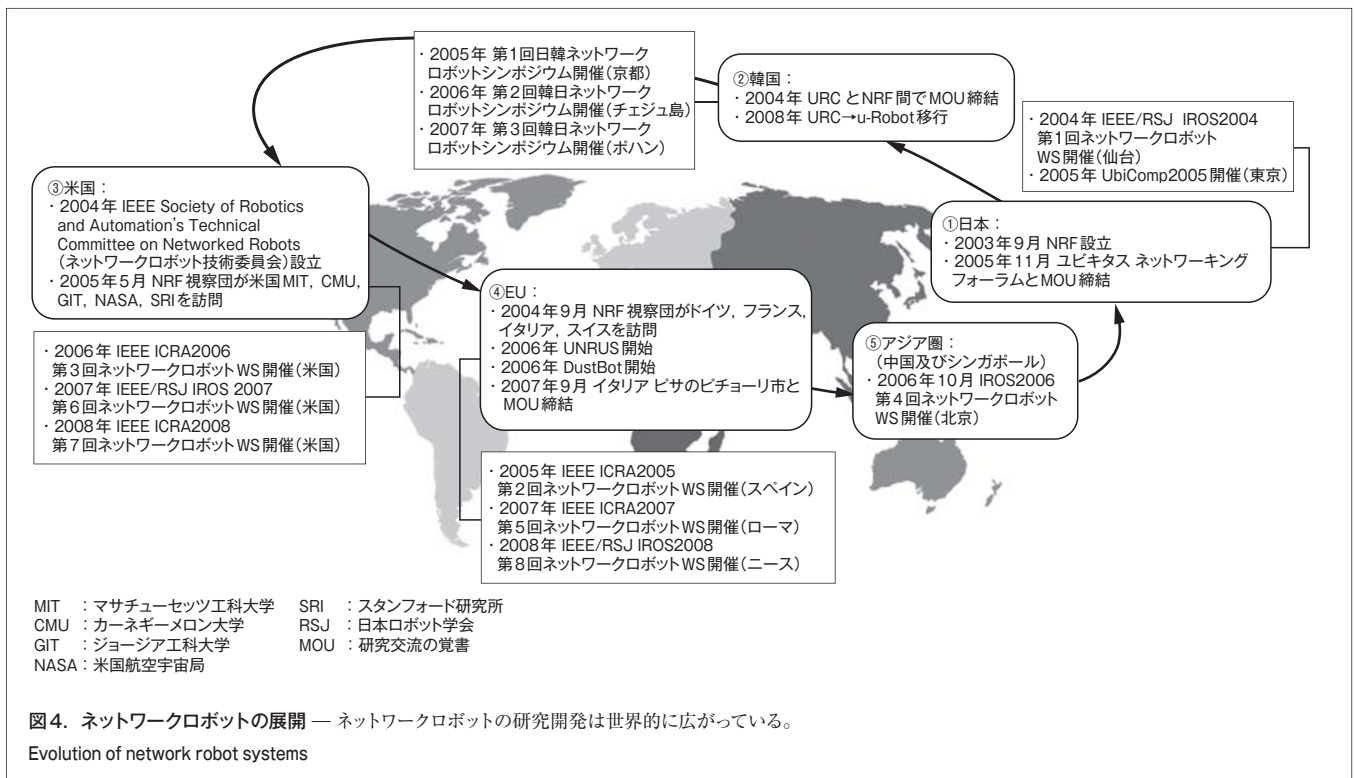 ・2005年 第1回日韓ネットワーク
ロボットシンポジウム開催（京都）
・2006年 第2回韓日ネットワーク
ロボットシンポジウム開催（チェジュ島）
・2007年 第3回韓日ネットワーク
ロボットシンポジウム開催（ポハン）
②韓国：
・2004年 URC とNRF間でMOU締結
・2008年 URC→u-Robot移行
・2004年 IEEE/RSJ IROS2004
第1回ネットワークロボット
WS開催（仙台）
・2005年 UbiComp2005開催（東京）
①日本：
・2003年9月 NRF設立
・2005年11月 ユビキタス ネットワーキング
フォーラムとMOU締結
③米国：
・2004年 IEEE Society of Robotics
and Automation's Technical
Committee on Networked Robots
（ネットワークロボット技術委員会）設立
・2005年5月 NRF視察団が米国MIT，CMU，
GIT，NASA，SRIを訪問
・2006年 IEEE ICRA2006
第3回ネットワークロボットWS開催（米国）
・2007年 IEEE/RSJ IROS 2007
第6回ネットワークロボットWS開催（米国）
・2008年 IEEE ICRA2008
第7回ネットワークロボットWS開催（米国）
④EU：
・2004年9月 NRF視察団がドイツ，フランス，
イタリア，スイスを訪問
・2006年 UNRUS開始
・2006年 DustBot開始
・2007年9月 イタリア ピサのピチョーリ市と
MOU締結
⑤アジア圏：
（中国及びシンガポール）
・2006年10月 IROS2006
第4回ネットワークロボット
WS開催（北京）
・2005年 IEEE ICRA2005
第2回ネットワークロボットWS開催（スペイン）
・2007年 IEEE ICRA2007
第5回ネットワークロボットWS開催（ローマ）
・2008年 IEEE/RSJ IROS2008
第8回ネットワークロボットWS開催（ニース）
MIT ：マサチューセッツ工科大学 SRI ：スタンフォード研究所
CMU ：カーネギーメロン大学 RSJ ：日本ロボット学会
GIT ：ジョージア工科大学 MOU ：研究交流の覚書
NASA：米国航空宇宙局
図4．ネットワークロボットの展開 ― ネットワークロボットの研究開発は世界的に広がっている。
Evolution of network robot systems